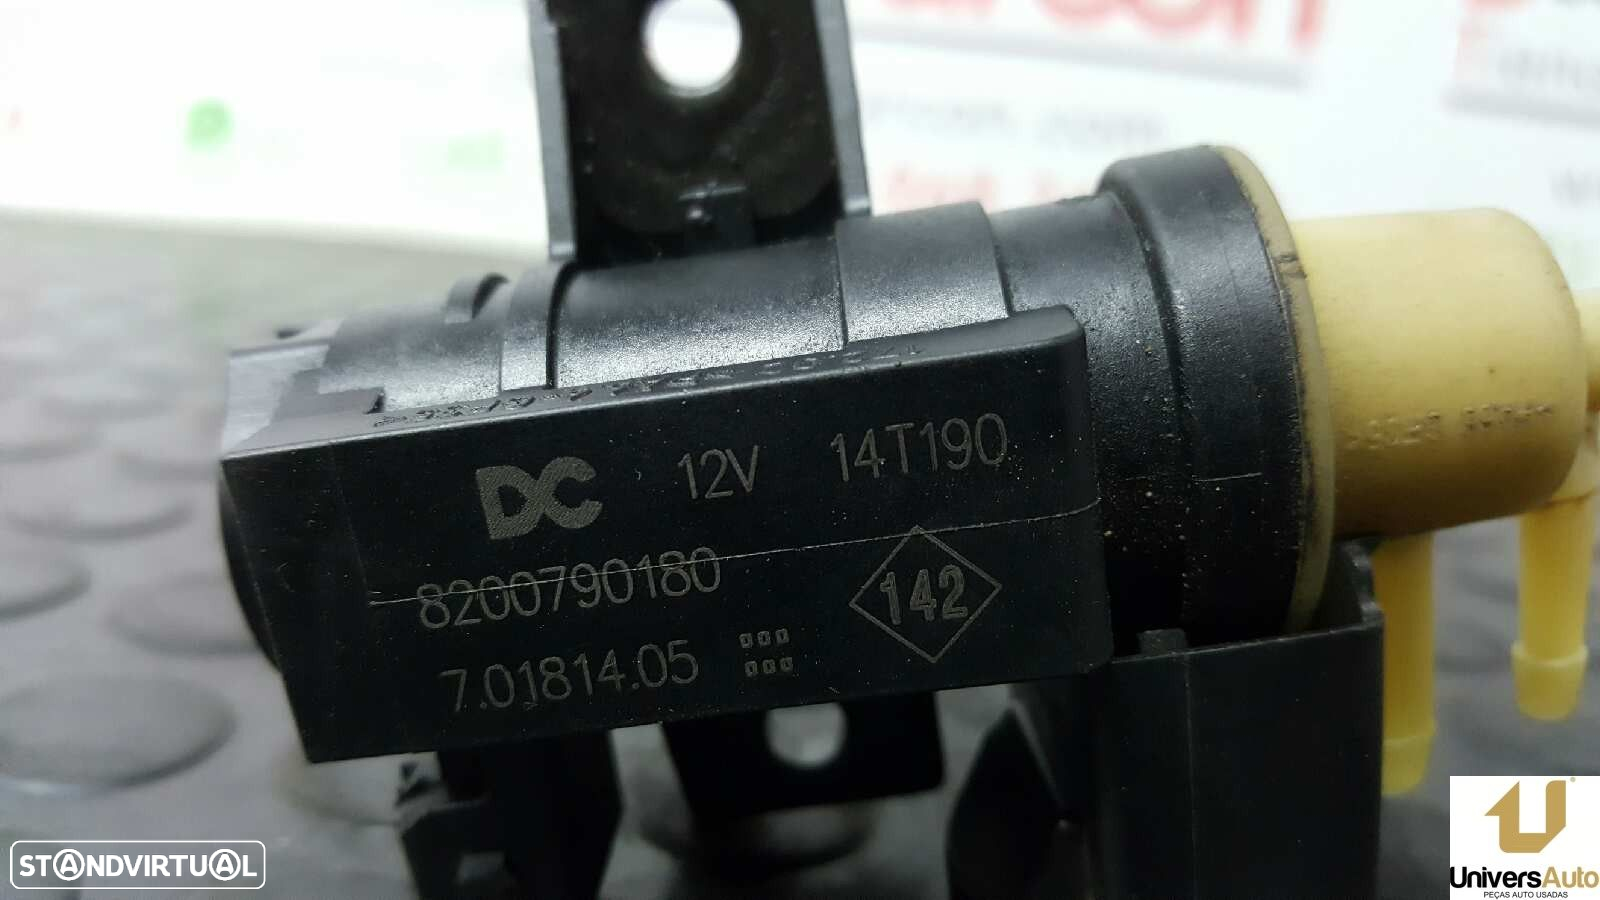 DC 12V 14T190
8200790180
142
7.01814.05
STANDVIRTUAL
UniversAuto
PEÇAS AUTO USADAS